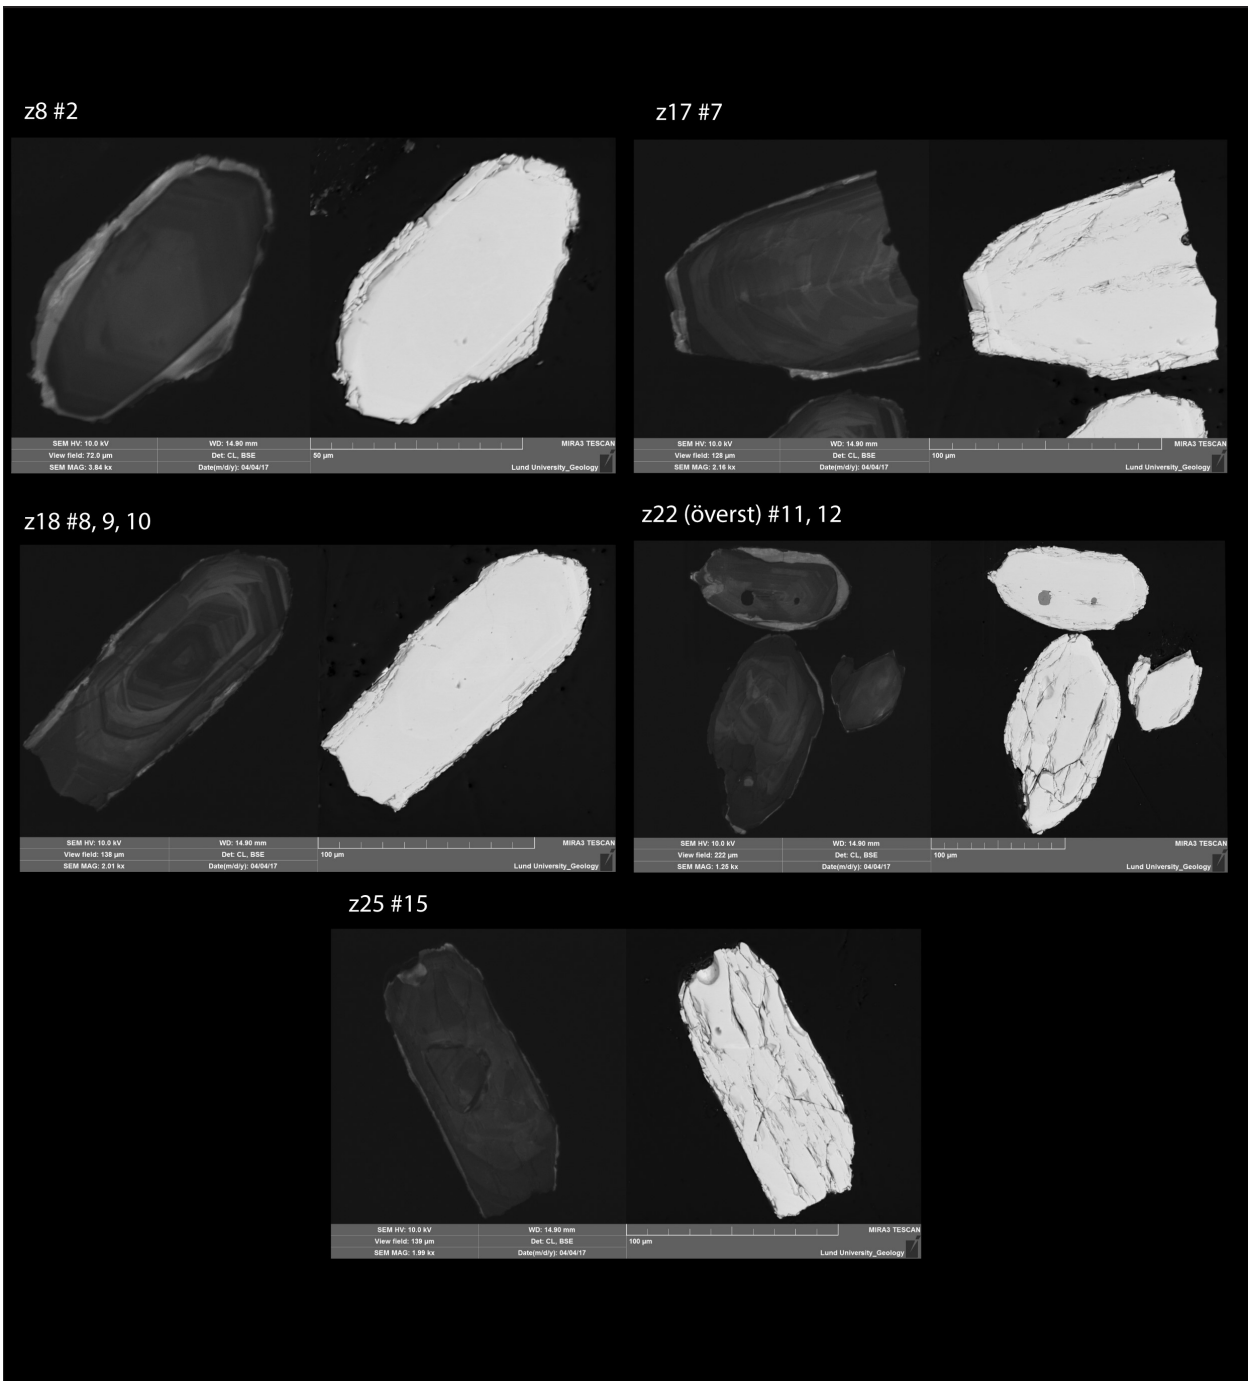 z8 #2
z17 #7
SEM HV: 10.0 kV WD: 14.90 mm MIRA3 TESCAN
View field: 72.0 µm Det: CL, BSE 50 µm
SEM MAG: 3.84 kx Date(m/d/y): 04/04/17 Lund University_Geology
SEM HV: 10.0 kV WD: 14.90 mm MIRA3 TESCAN
View field: 128 µm Det: CL, BSE 100 µm
SEM MAG: 2.16 kx Date(m/d/y): 04/04/17 Lund University_Geology
z18 #8, 9, 10
z22 (överst) #11, 12
SEM HV: 10.0 kV WD: 14.90 mm MIRA3 TESCAN
View field: 138 µm Det: CL, BSE 100 µm
SEM MAG: 2.01 kx Date(m/d/y): 04/04/17 Lund University_Geology
SEM HV: 10.0 kV WD: 14.90 mm MIRA3 TESCAN
View field: 222 µm Det: CL, BSE 100 µm
SEM MAG: 1.25 kx Date(m/d/y): 04/04/17 Lund University_Geology
z25 #15
SEM HV: 10.0 kV WD: 14.90 mm MIRA3 TESCAN
View field: 139 µm Det: CL, BSE 100 µm
SEM MAG: 1.99 kx Date(m/d/y): 04/04/17 Lund University_Geology